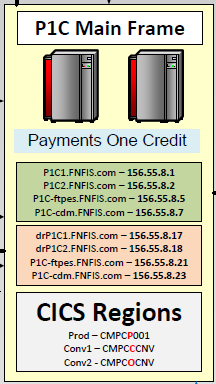 P1C Main Frame
Payments One Credit
P1C1.FNFIS.com – 156.55.8.1
P1C2.FNFIS.com – 156.55.8.2
P1C-ftpes.FNFIS.com – 156.55.8.5
P1C-cdm.FNFIS.com – 156.55.8.7
drP1C1.FNFIS.com – 156.55.8.17
drP1C2.FNFIS.com – 156.55.8.18
P1C-ftpes.FNFIS.com – 156.55.8.21
P1C-cdm.FNFIS.com – 156.55.8.23
CICS Regions
Prod – CMPCP001
Conv1 – CMPCCCNV
Conv2 - CMPCOCNV